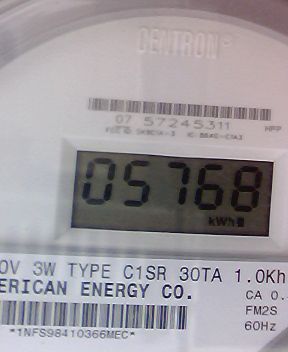 CENTRON®
07 57245311
05768
kWh
0V 3W TYPE C1SR 30TA 1.0Kh
ERICAN ENERGY CO.
CA 0.
FM2S
60Hz
*1NFS98410366MEC*